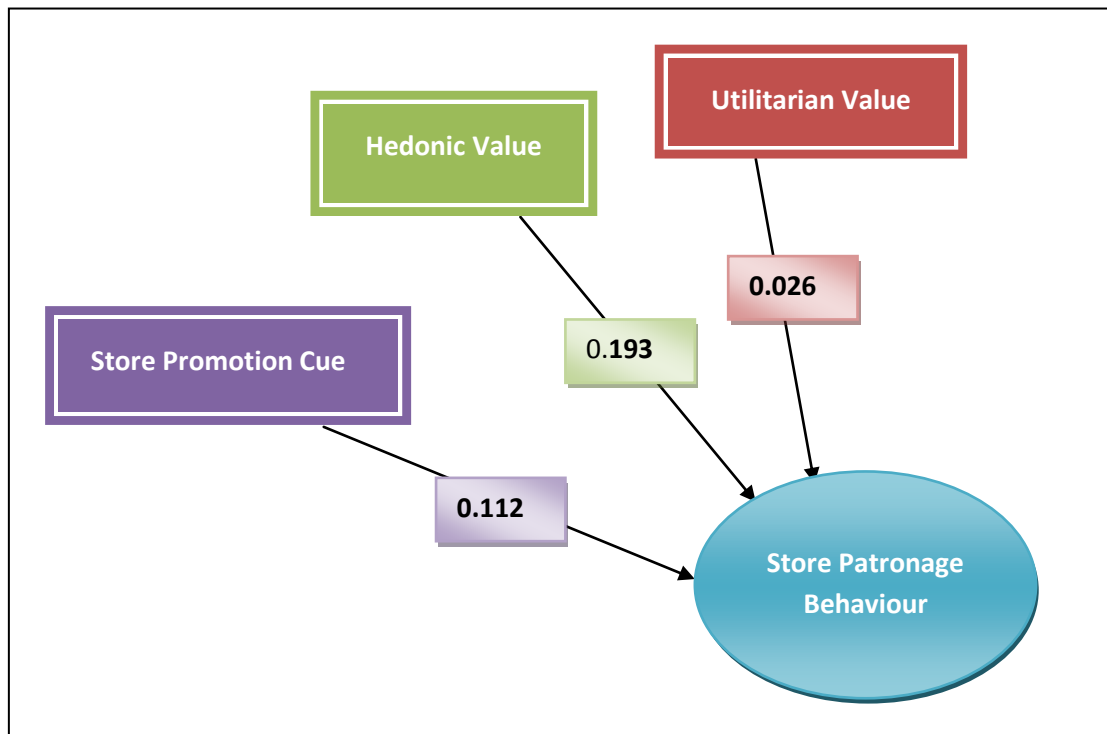 Utilitarian Value
Hedonic Value
0.026
0.193
Store Promotion Cue
0.112
Store Patronage
Behaviour